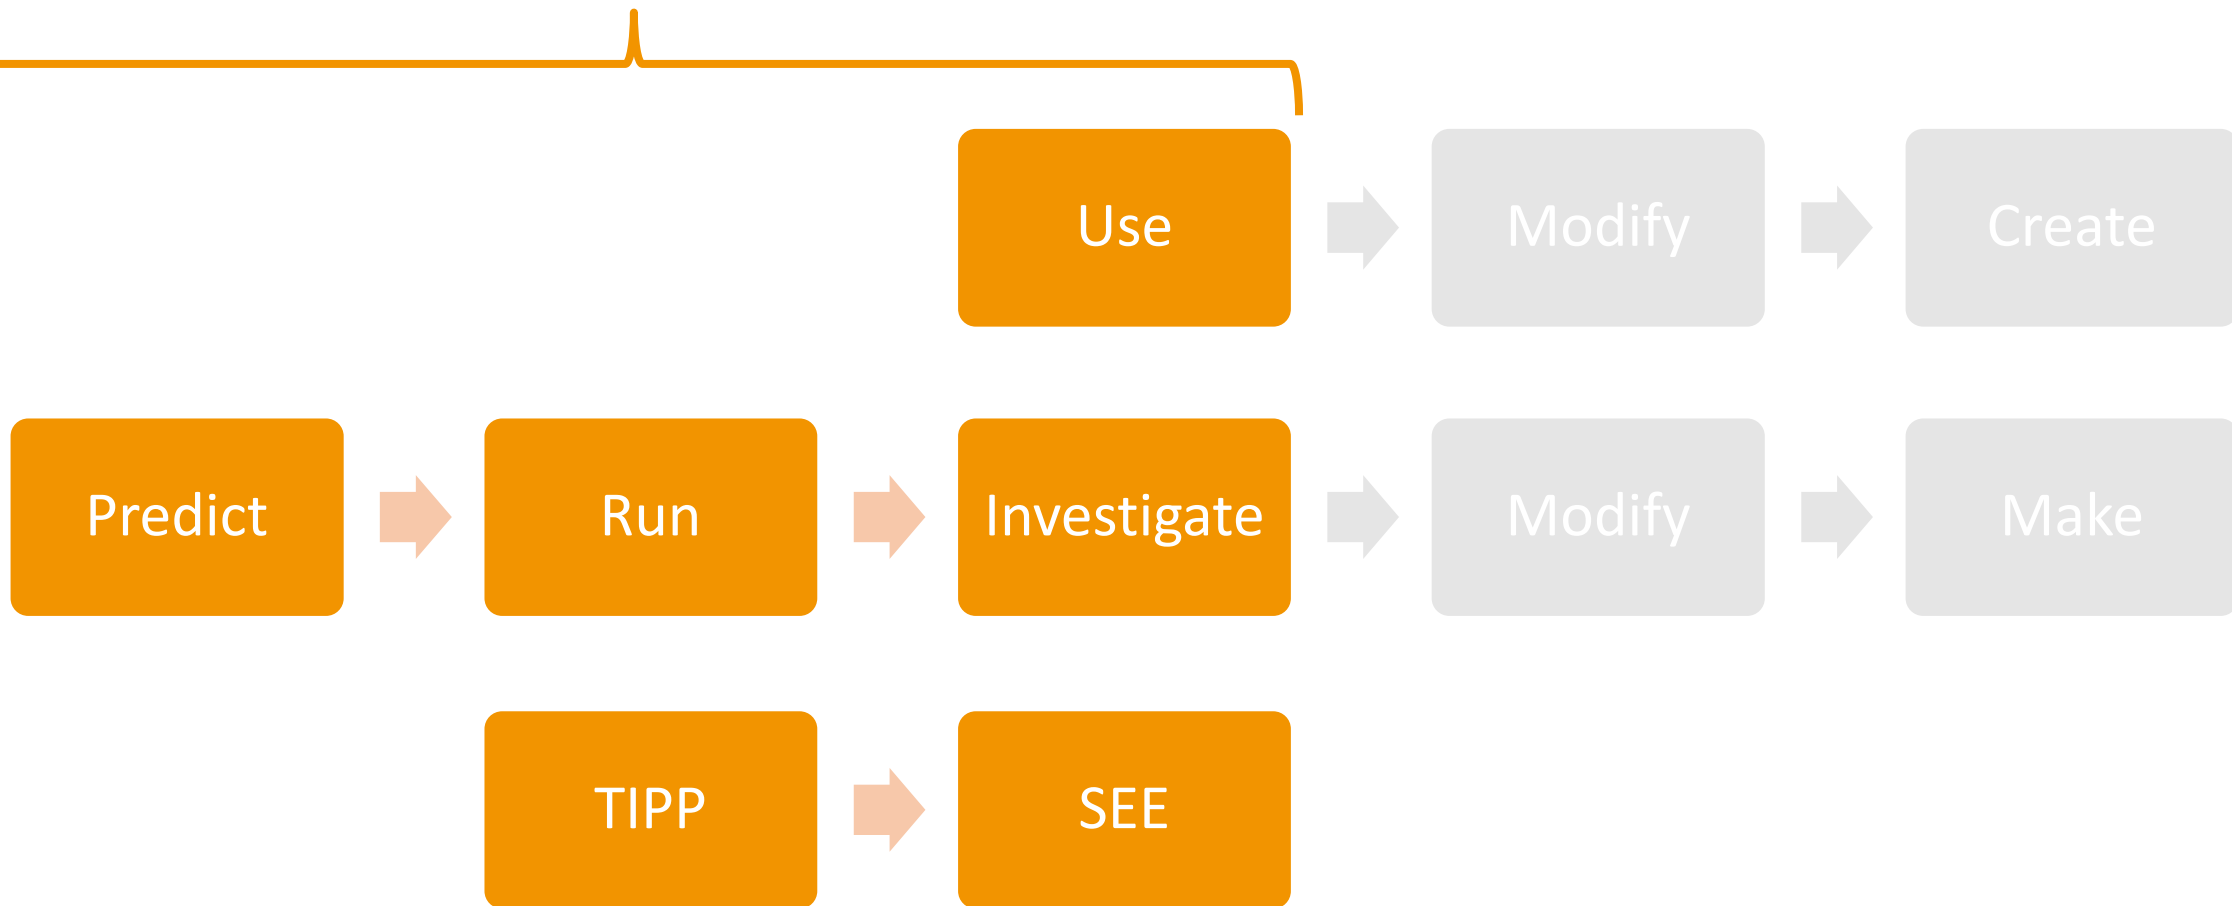 Use
Modify
Create
Predict
Run
Investigate
Modify
Make
TIPP
SEE